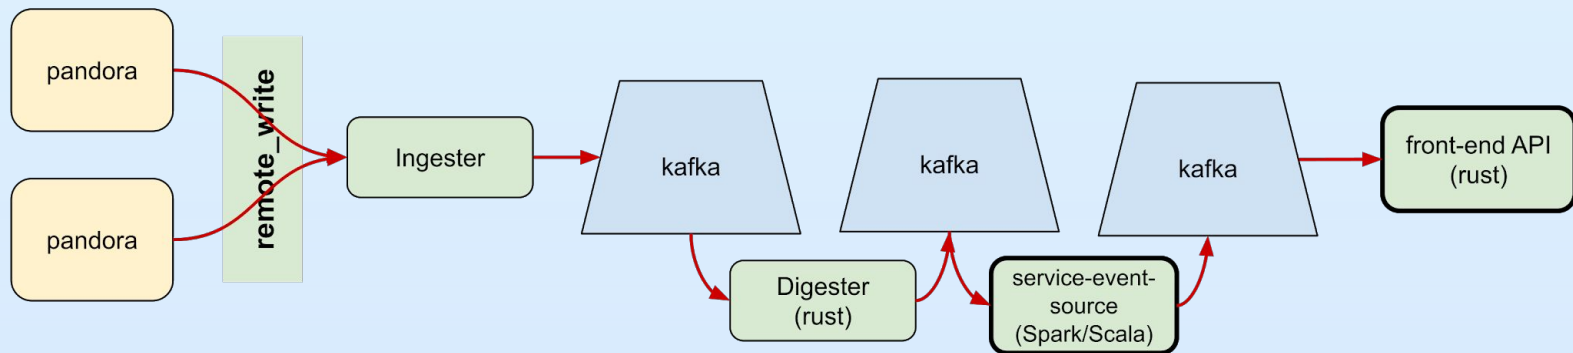 pandora
pandora
remote_write
Ingester
kafka
Digester
(rust)
kafka
service-event-
source
(Spark/Scala)
kafka
front-end API
(rust)